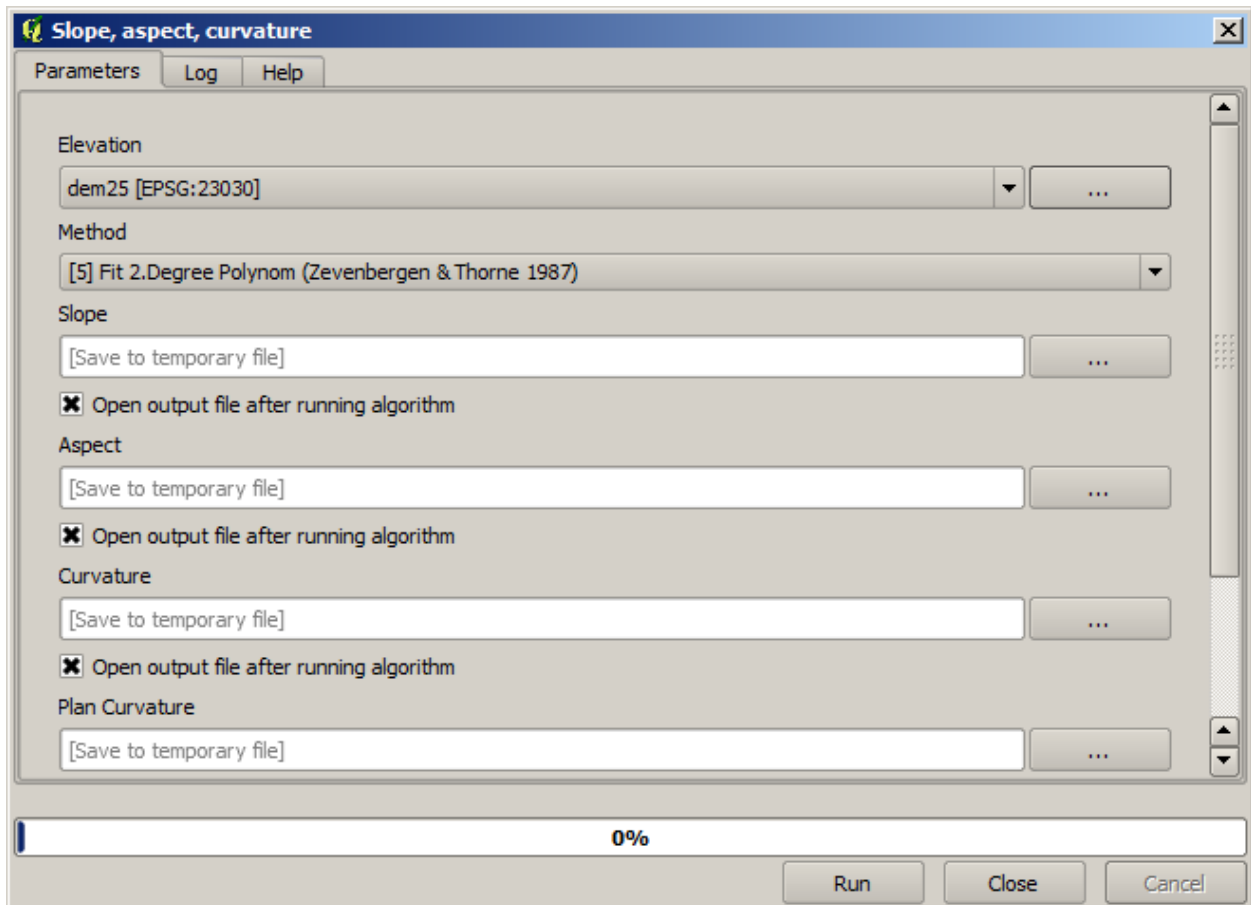 Slope, aspect, curvature
Parameters Log Help
Elevation
dem25 [EPSG:23030] ...
Method
[5] Fit 2.Degree Polynom (Zevenbergen & Thorne 1987)
Slope
[Save to temporary file] ...
Open output file after running algorithm
Aspect
[Save to temporary file] ...
Open output file after running algorithm
Curvature
[Save to temporary file] ...
Open output file after running algorithm
Plan Curvature
[Save to temporary file] ...
0%
Run Close Cancel